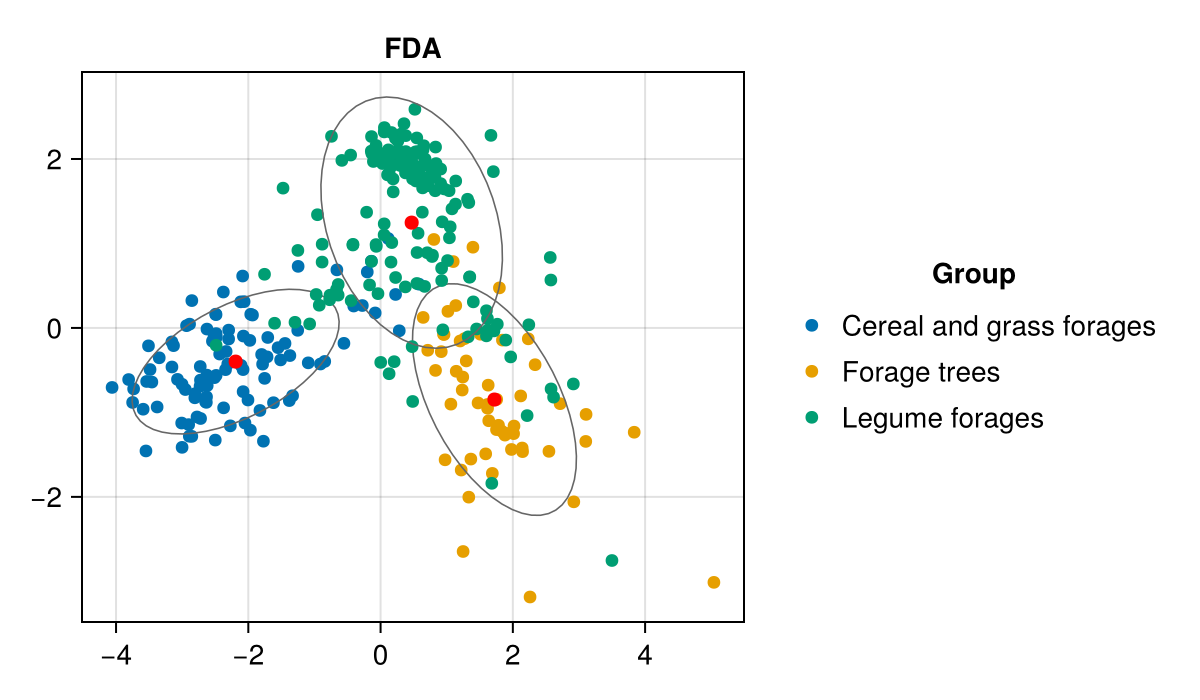 FDA
2
0
−2
−4
−2
0
2
4
Group
Cereal and grass forages
Forage trees
Legume forages